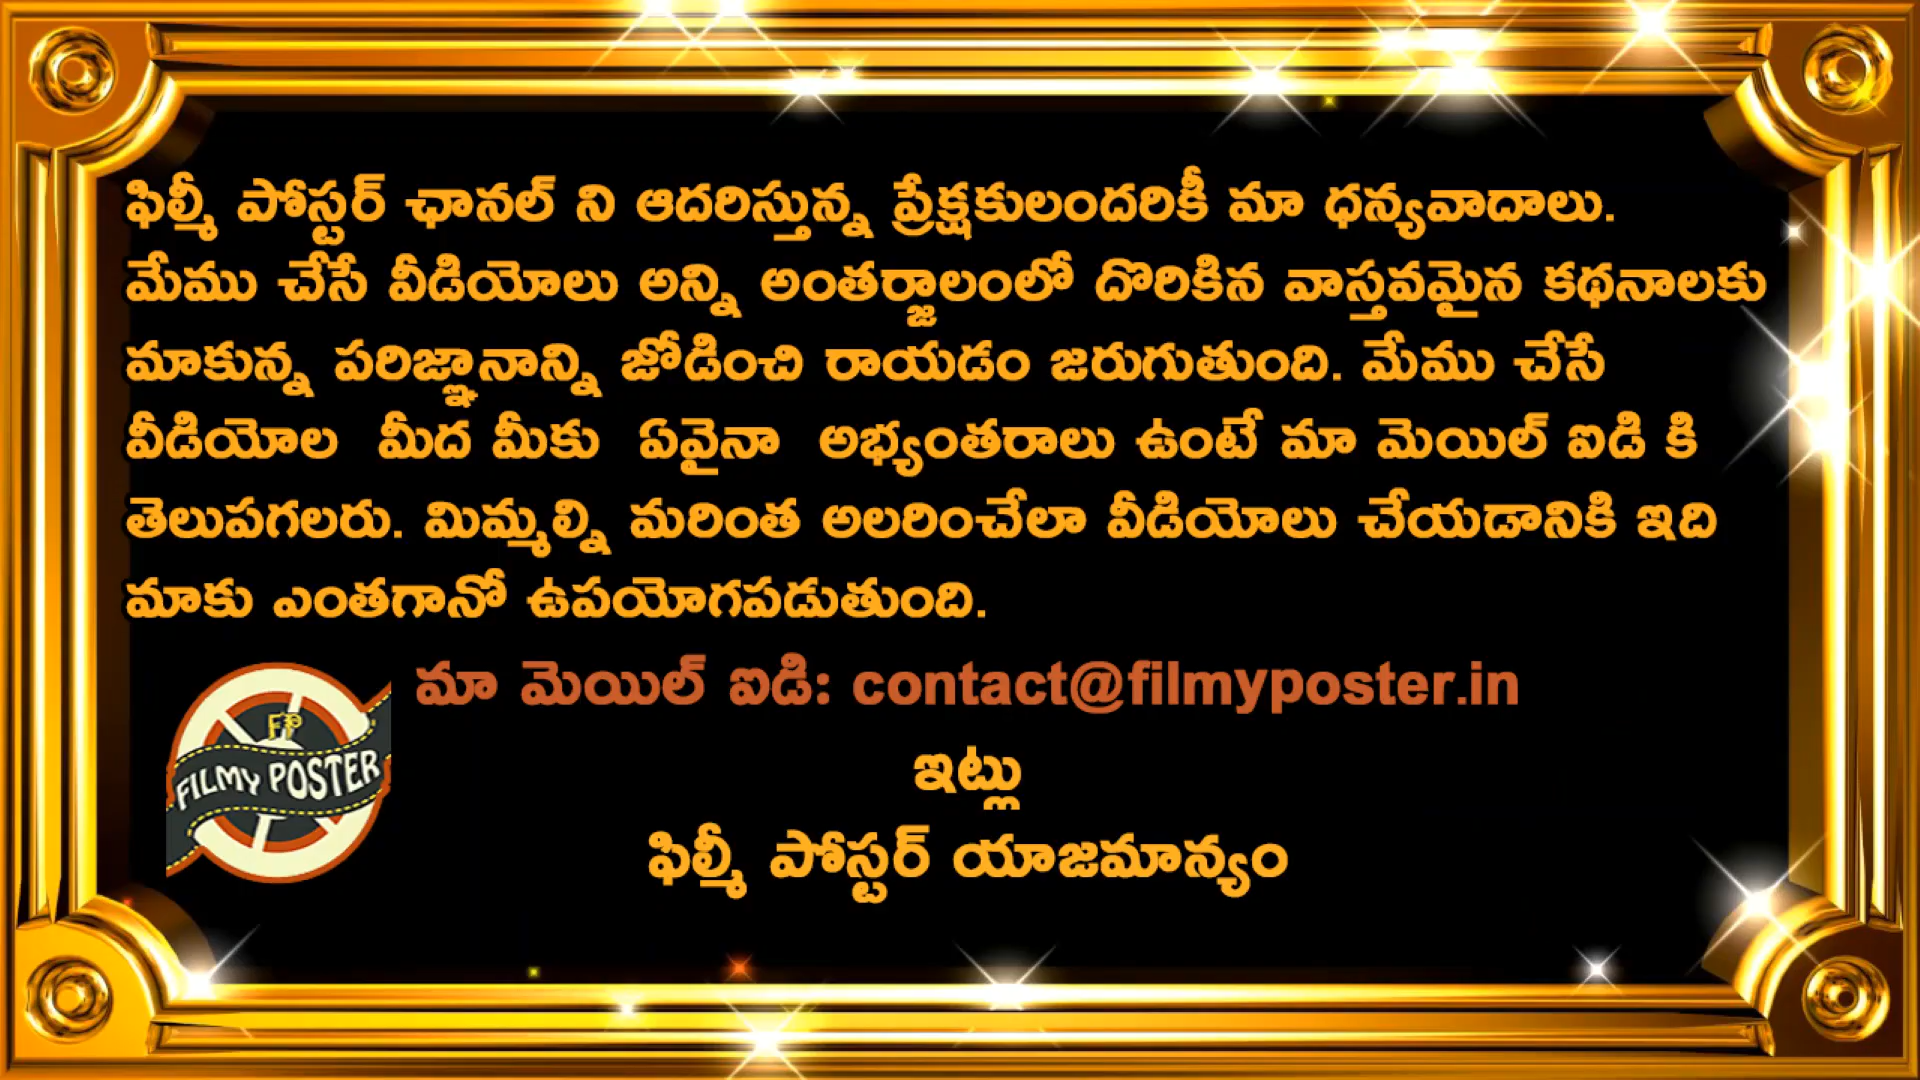 ఫిల్మీ పోస్టర్ ఛానల్ ని ఆదరిస్తున్న ప్రేక్షకులందరికీ మా ధన్యవాదాలు.
మేము చేసే వీడియోలు అన్ని అంతర్జాలంలో దొరికిన వాస్తవమైన కథనాలకు
మాకున్న పరిజ్ఞానాన్ని జోడించి రాయడం జరుగుతుంది. మేము చేసే
వీడియోల మీద మీకు ఏవైనా అభ్యంతరాలు ఉంటే మా మెయిల్ ఐడి కి
తెలుపగలరు. మిమ్మల్ని మరింత అలరించేలా వీడియోలు చేయడానికి ఇది
మాకు ఎంతగానో ఉపయోగపడుతుంది.
మా మెయిల్ ఐడి: contact@filmyposter.in
FP
FILMY POSTER
ఇట్లు
ఫిల్మీ పోస్టర్ యాజమాన్యం